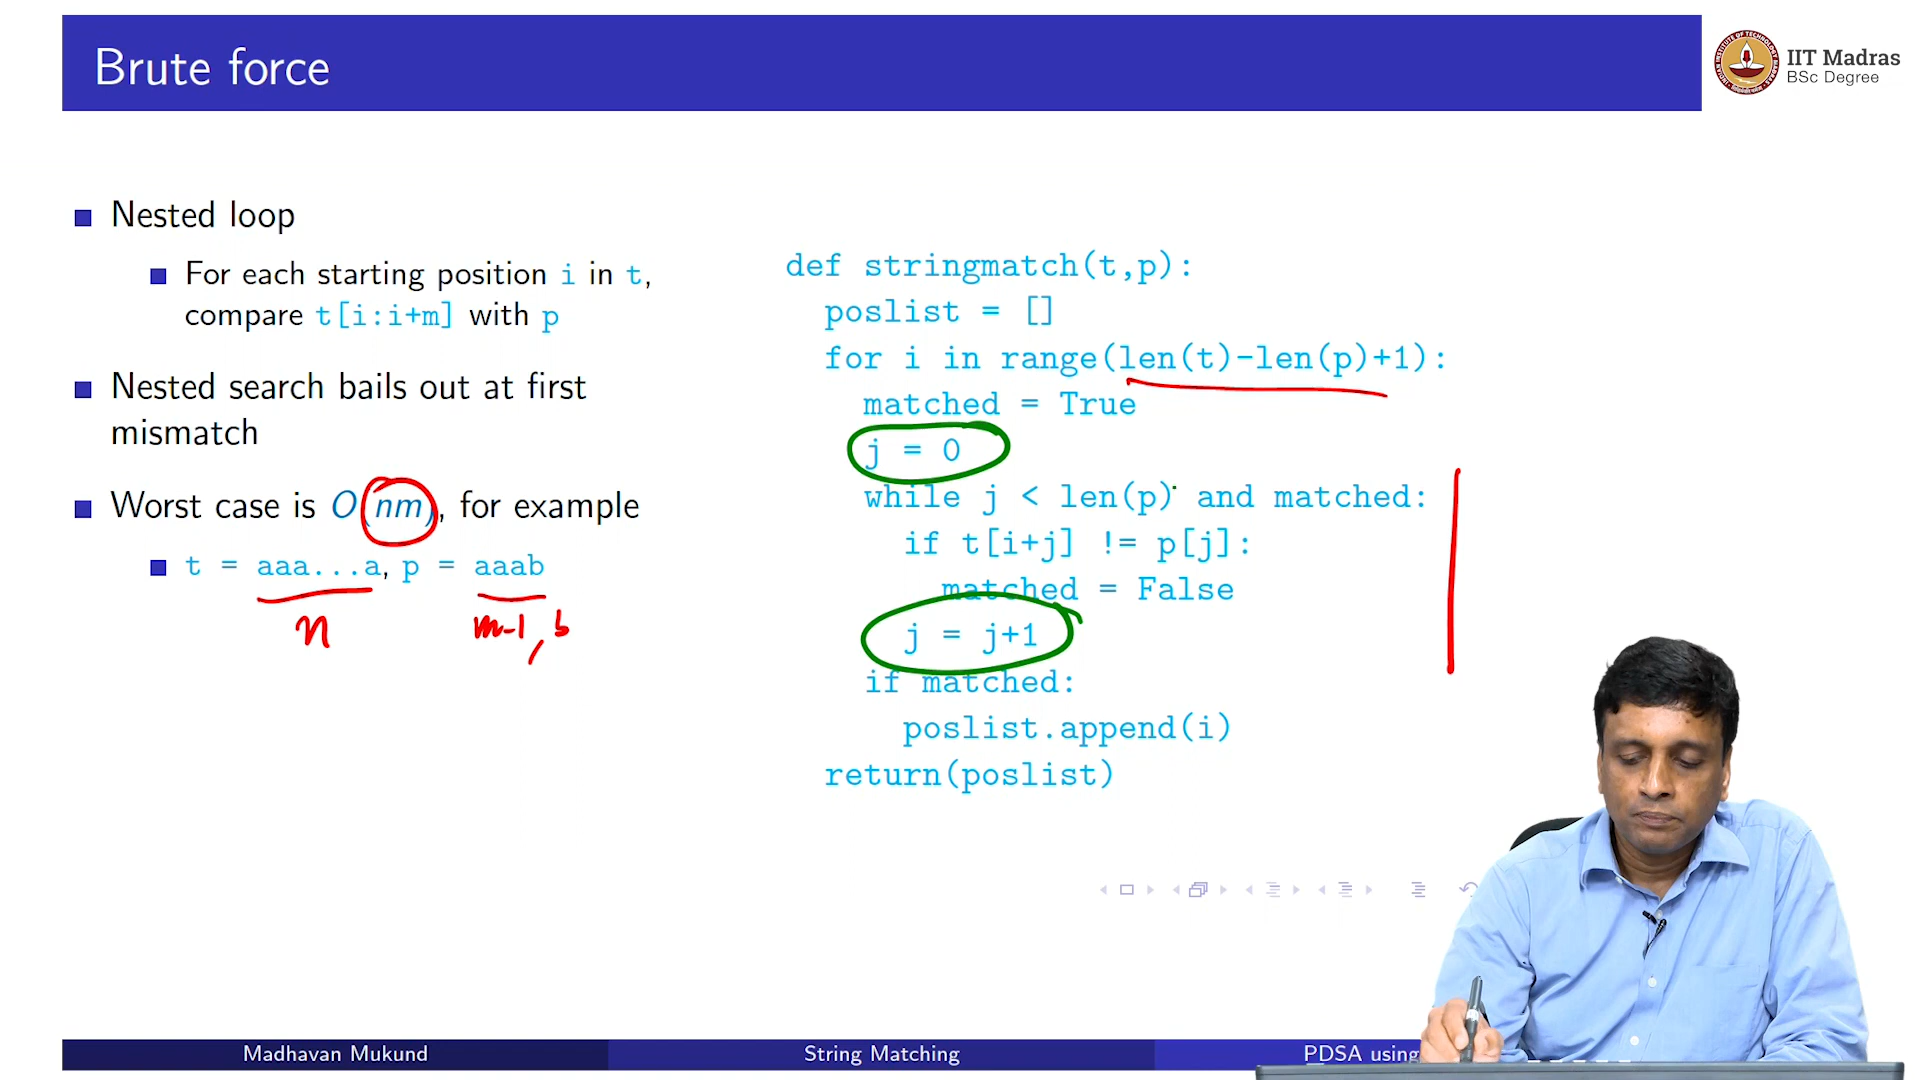 Brute force
IIT Madras
BSc Degree
Nested loop
For each starting position i in t,
compare t[i:i+m] with p
Nested search bails out at first
mismatch
Worst case is O(nm), for example
t = aaa...a, p = aaab
n
m-1, b
def stringmatch(t,p):
poslist = []
for i in range(len(t)-len(p)+1):
matched = True
j = 0
while j < len(p) and matched:
if t[i+j] != p[j]:
matched = False
j = j+1
if matched:
poslist.append(i)
return(poslist)
Madhavan Mukund
String Matching
PDSA using